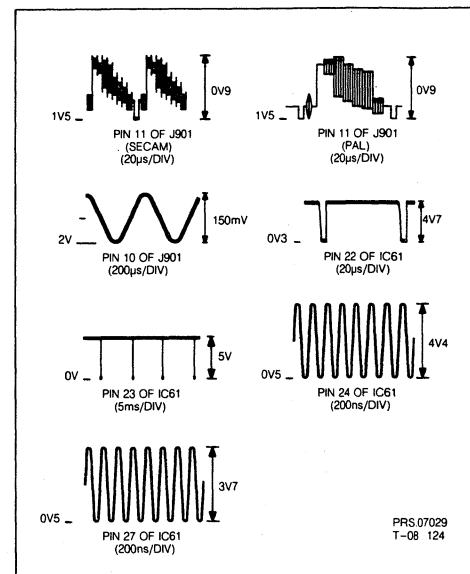 0V9
1V5
PIN 11 OF J901
(SECAM)
(20µs/DIV)
0V9
1V5
PIN 11 OF J901
(PAL)
(20µs/DIV)
150mV
2V
PIN 10 OF J901
(200µs/DIV)
4V7
0V3
PIN 22 OF IC61
(20µs/DIV)
5V
0V
PIN 23 OF IC61
(5ms/DIV)
4V4
0V5
PIN 24 OF IC61
(200ns/DIV)
3V7
0V5
PIN 27 OF IC61
(200ns/DIV)
PRS.07029
T-08 124